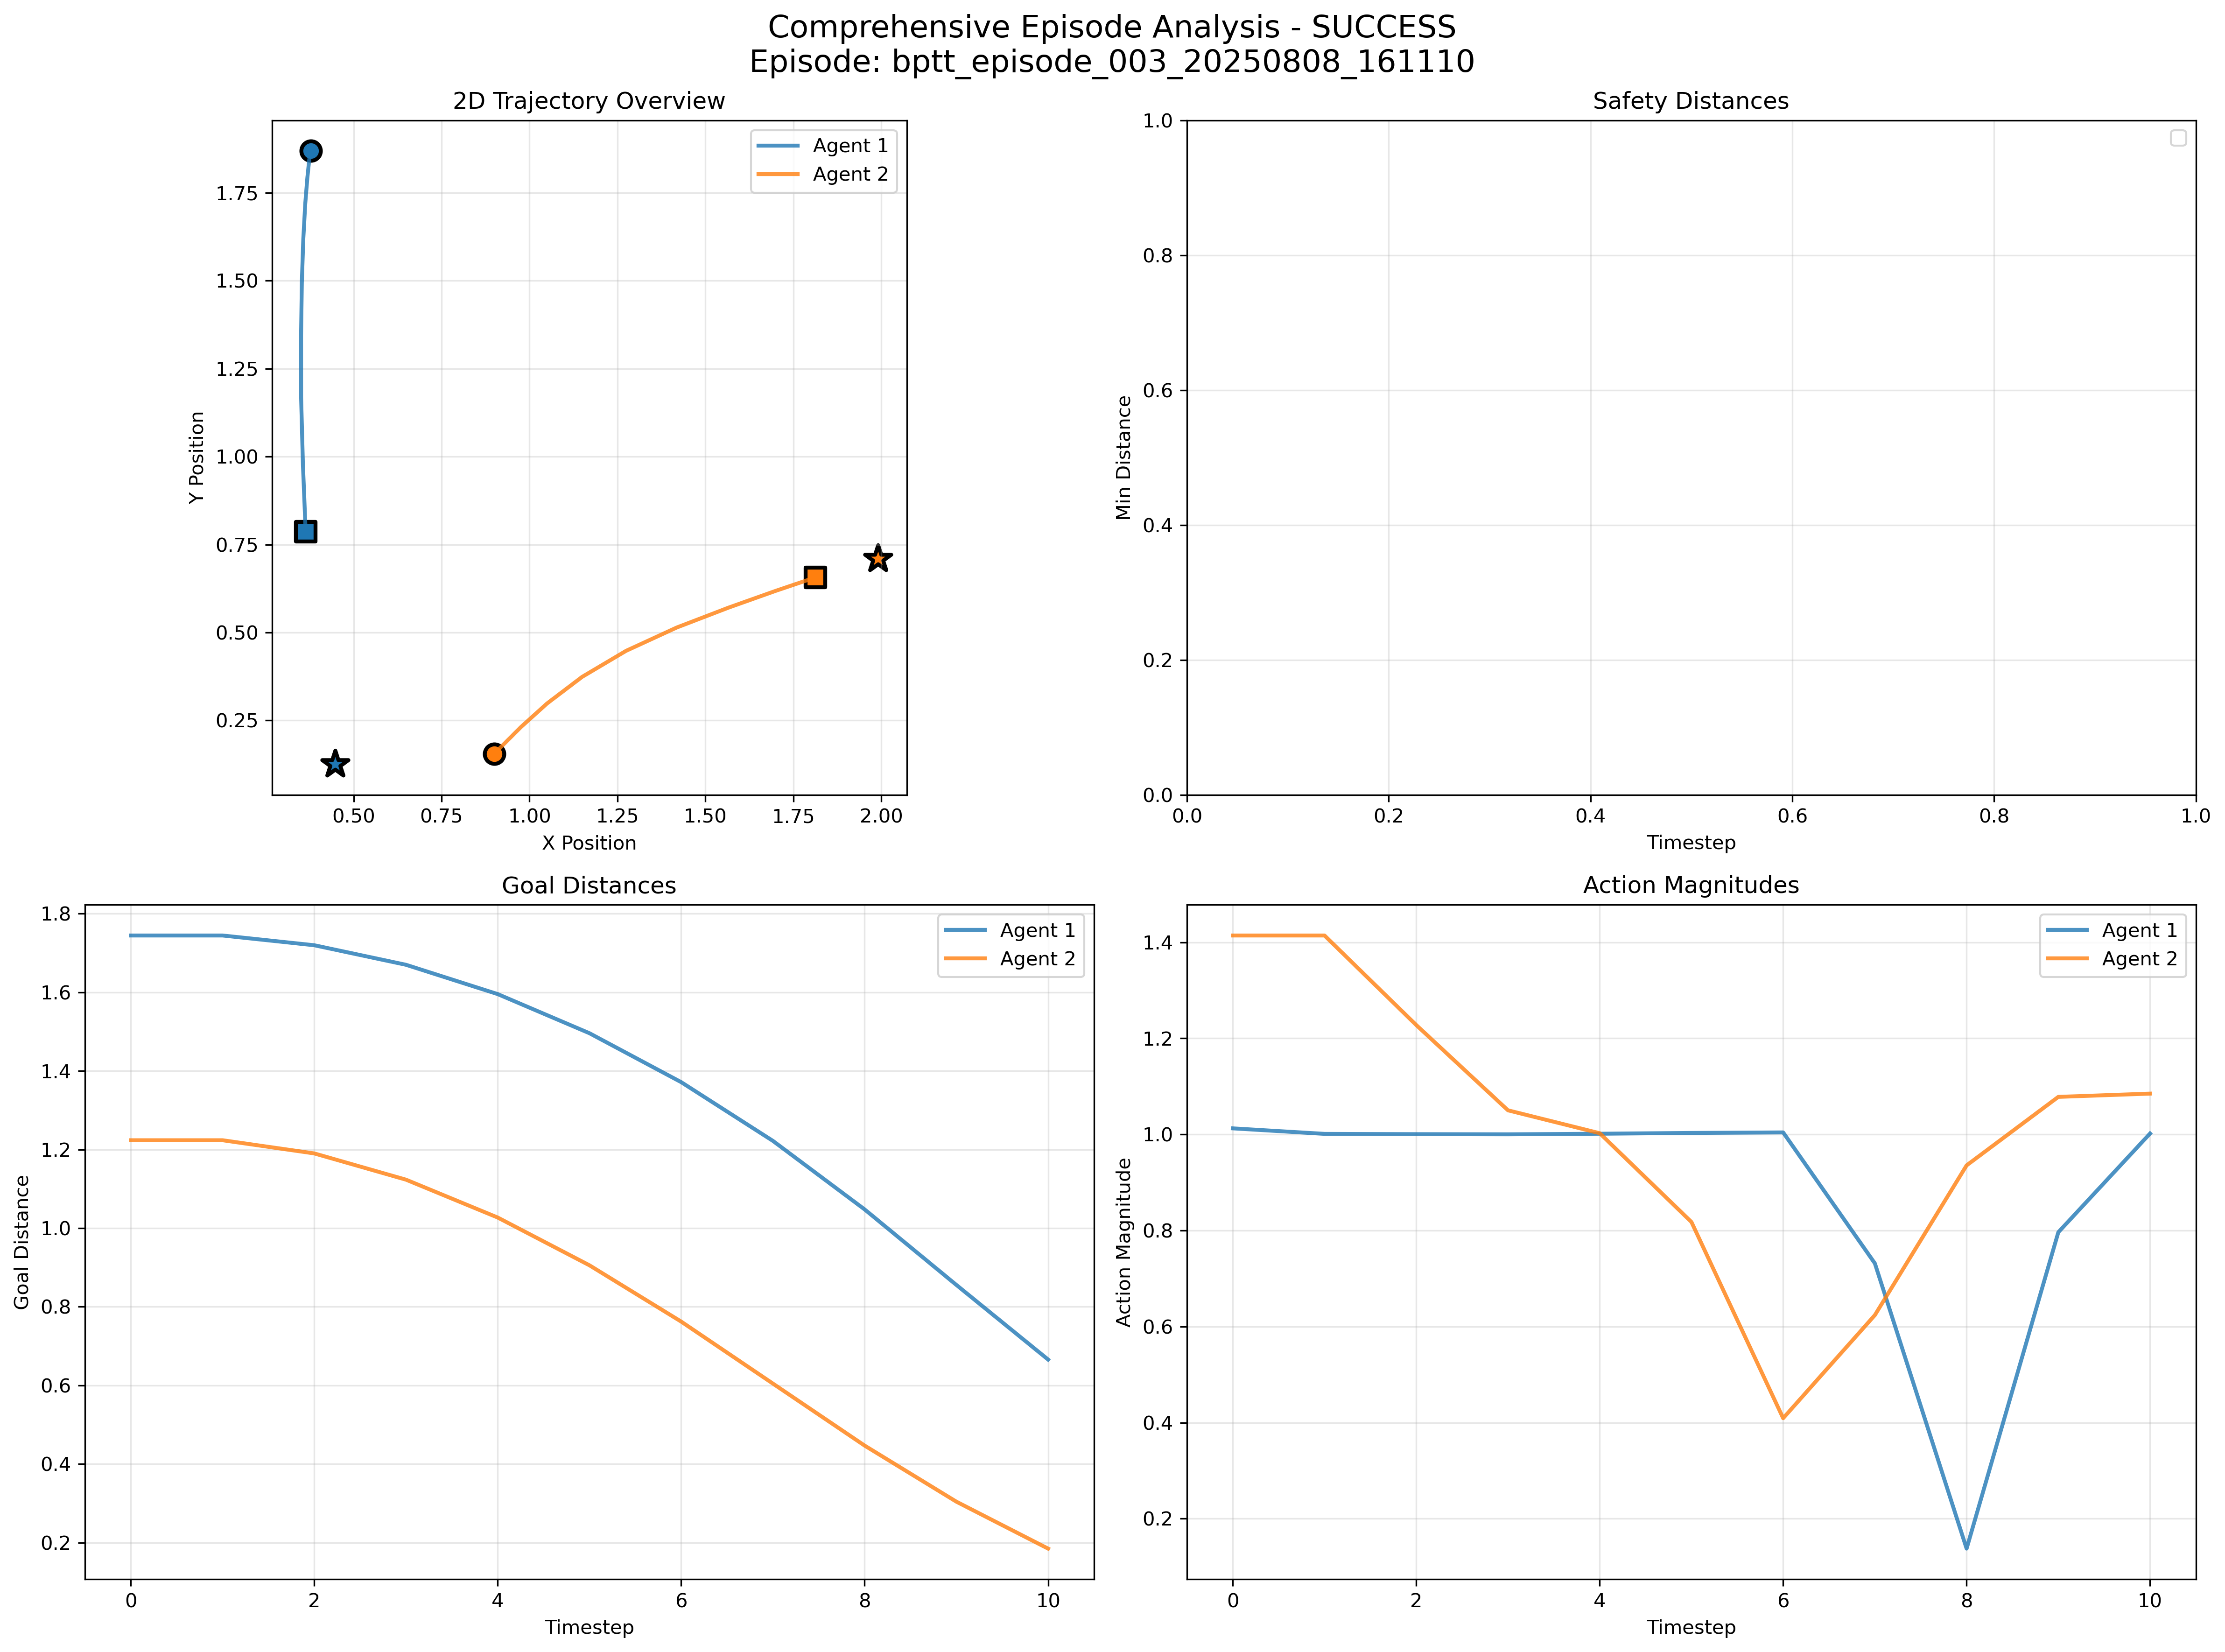 Comprehensive Episode Analysis - SUCCESS
Episode: bptt_episode_003_20250808_161110
2D Trajectory Overview
Agent 1
Agent 2
1.75
1.50
1.25
1.00
0.75
0.50
0.25
Y Position
0.50 0.75 1.00 1.25 1.50 1.75 2.00
X Position
Safety Distances
1.0
0.8
0.6
0.4
0.2
0.0
Min Distance
0.0 0.2 0.4 0.6 0.8 1.0
Timestep
Goal Distances
Agent 1
Agent 2
1.8
1.6
1.4
1.2
1.0
0.8
0.6
0.4
0.2
Goal Distance
0 2 4 6 8 10
Timestep
Action Magnitudes
Agent 1
Agent 2
1.4
1.2
1.0
0.8
0.6
0.4
0.2
Action Magnitude
0 2 4 6 8 10
Timestep